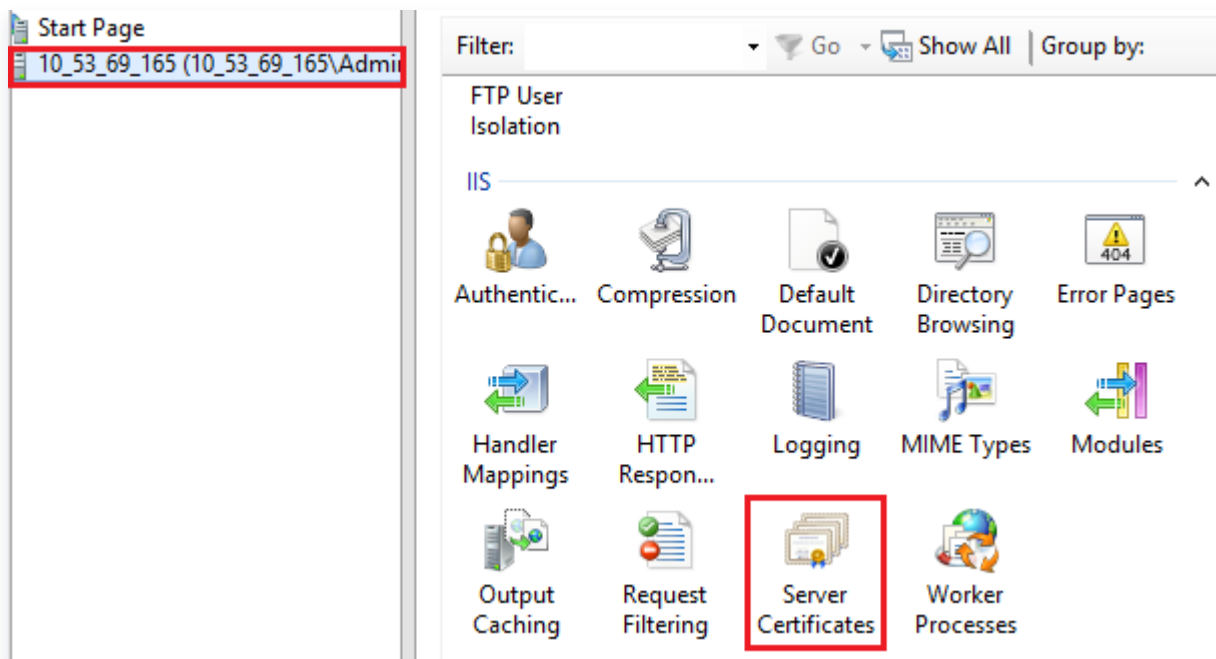 Start Page
10_53_69_165 (10_53_69_165\Admi
Filter:
Go
Show All
Group by:
FTP User
Isolation
IIS
Authentic...
Compression
Default
Document
Directory
Browsing
404
Error Pages
Handler
Mappings
HTTP
Respon...
Logging
MIME Types
Modules
Output
Caching
Request
Filtering
Server
Certificates
Worker
Processes